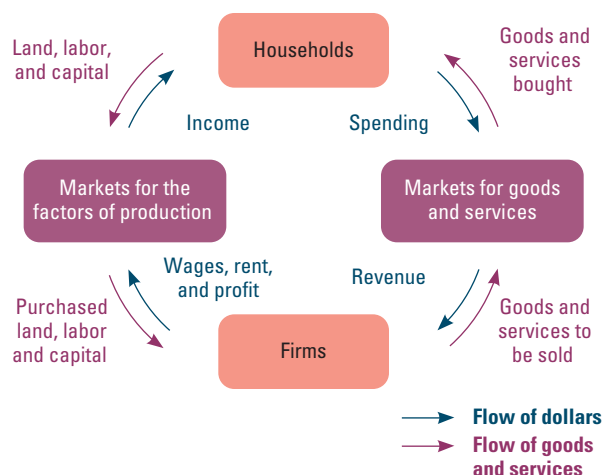 Households
Land, labor,
and capital
Goods and
services
bought
Income
Spending
Markets for the
factors of production
Markets for goods
and services
Wages, rent,
and profit
Revenue
Purchased
land, labor
and capital
Goods and
services to
be sold
Firms
Flow of dollars
Flow of goods
and services